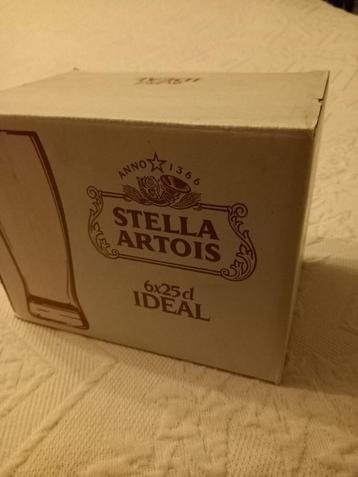 ANNO 1366
STELLA
ARTOIS
6x25cl
IDEAL